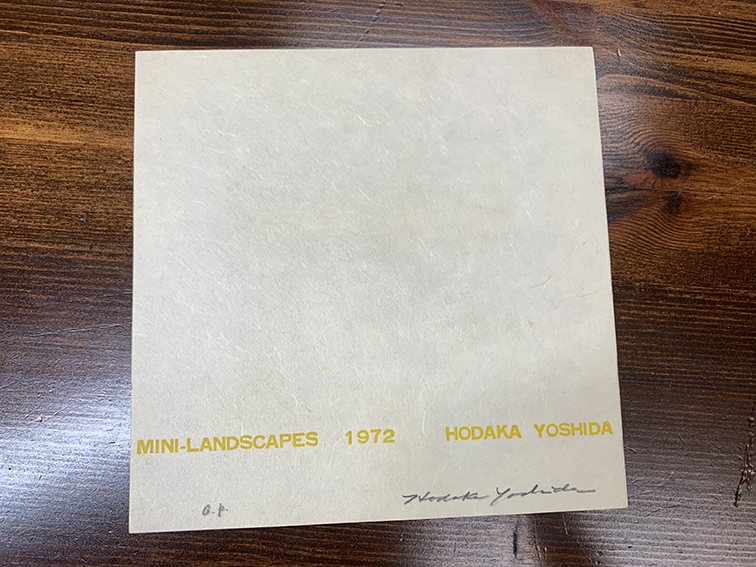 MINI-LANDSCAPES 1972 HODAKA YOSHIDA
a.p. Hodaka Yoshida